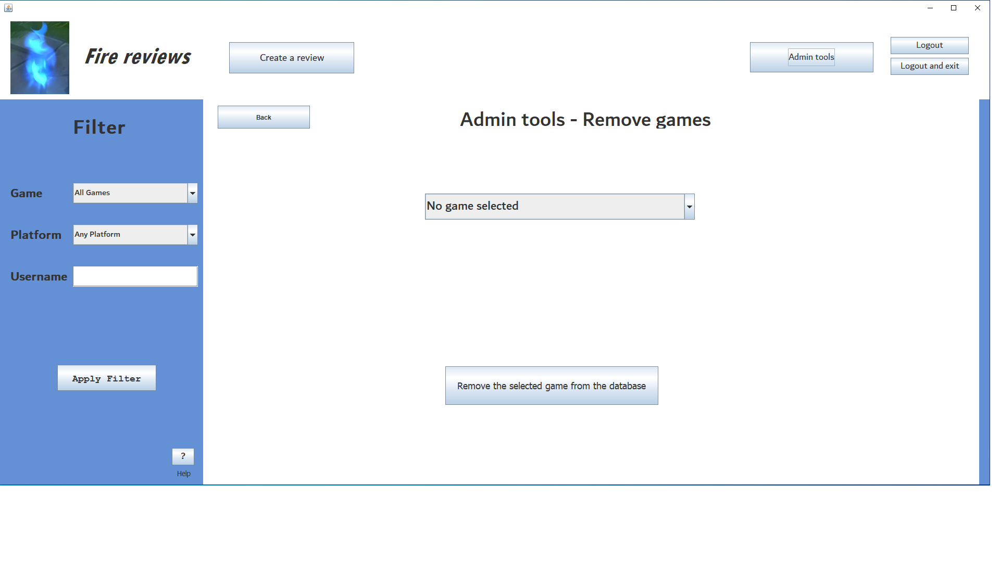 Fire reviews
Create a review
Admin tools
Logout
Logout and exit
Filter
Game
All Games
Platform
Any Platform
Username
Apply Filter
?
Help
Back
Admin tools - Remove games
No game selected
Remove the selected game from the database